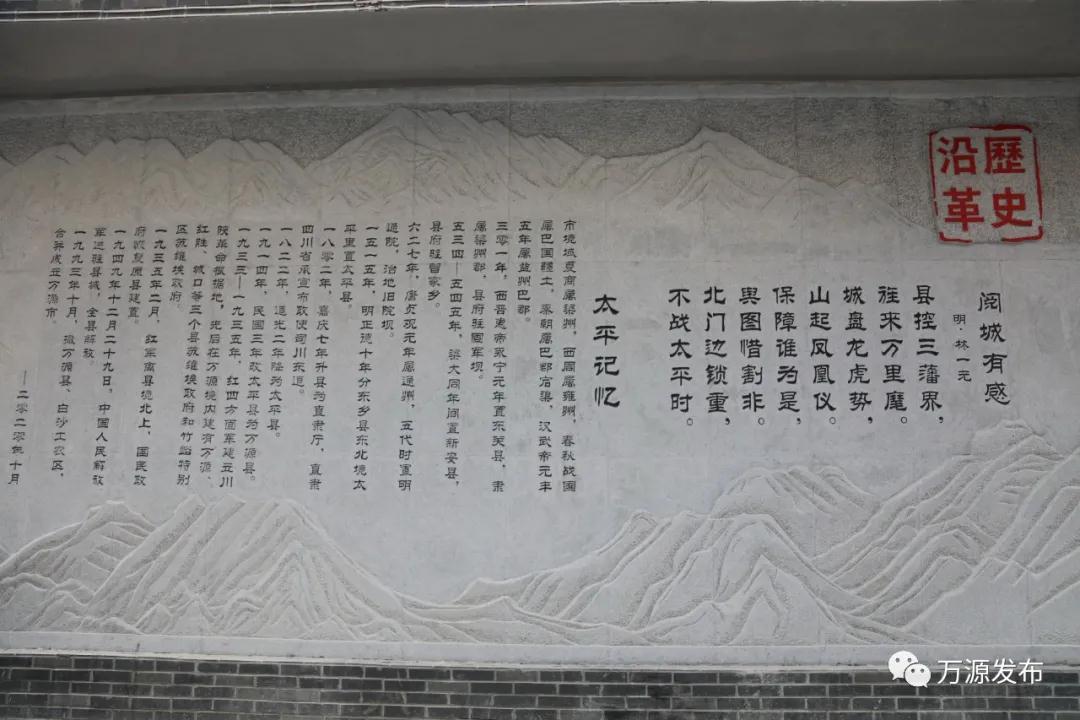 歷史
沿革
阅城有感
明·林一元
县控三藩界，
旌来万里麾。
城盘龙虎势，
山起凤凰仪。
保障谁为是，
舆图惜割非。
北门边锁重，
不战太平时。
太平记忆
市境域夏商属梁州，西周属雍州，春秋战国
属巴国疆土，秦朝属巴郡宕渠，汉武帝元丰
五年属益州巴郡。
三零一年，西晋惠帝永宁元年置东关县，隶
属梁州郡，县府驻固军坝。
五三四—五四五年，梁大同年间置新安县，
县府驻曾家乡。
六二七年，唐贞观元年属通州，五代时置明
通院，治地旧院坝。
一五一五年，明正德十年分东乡县东北境太
平里置太平县。
一八零二年，嘉庆七年升县为直隶厅，直隶
四川省承宣布政使司川东道。
一八二二年，道光二年降为太平县。
一九一四年，民国三年改太平县为万源县。
一九三三—一九三五年，红四方面军建立川
陕革命根据地，先后在万源境内建有万源、
红胜、城口等三个县苏维埃政府和竹峪特别
区苏维埃政府。
一九三五年二月，红军离县境北上，国民政
府恢复原县建置。
一九四九年十二月二十九日，中国人民解放
军进驻县城，全县解放。
一九九三年十月，撤万源县、白沙工农区，
合并成立万源市。
——二零二零年十月
万源发布